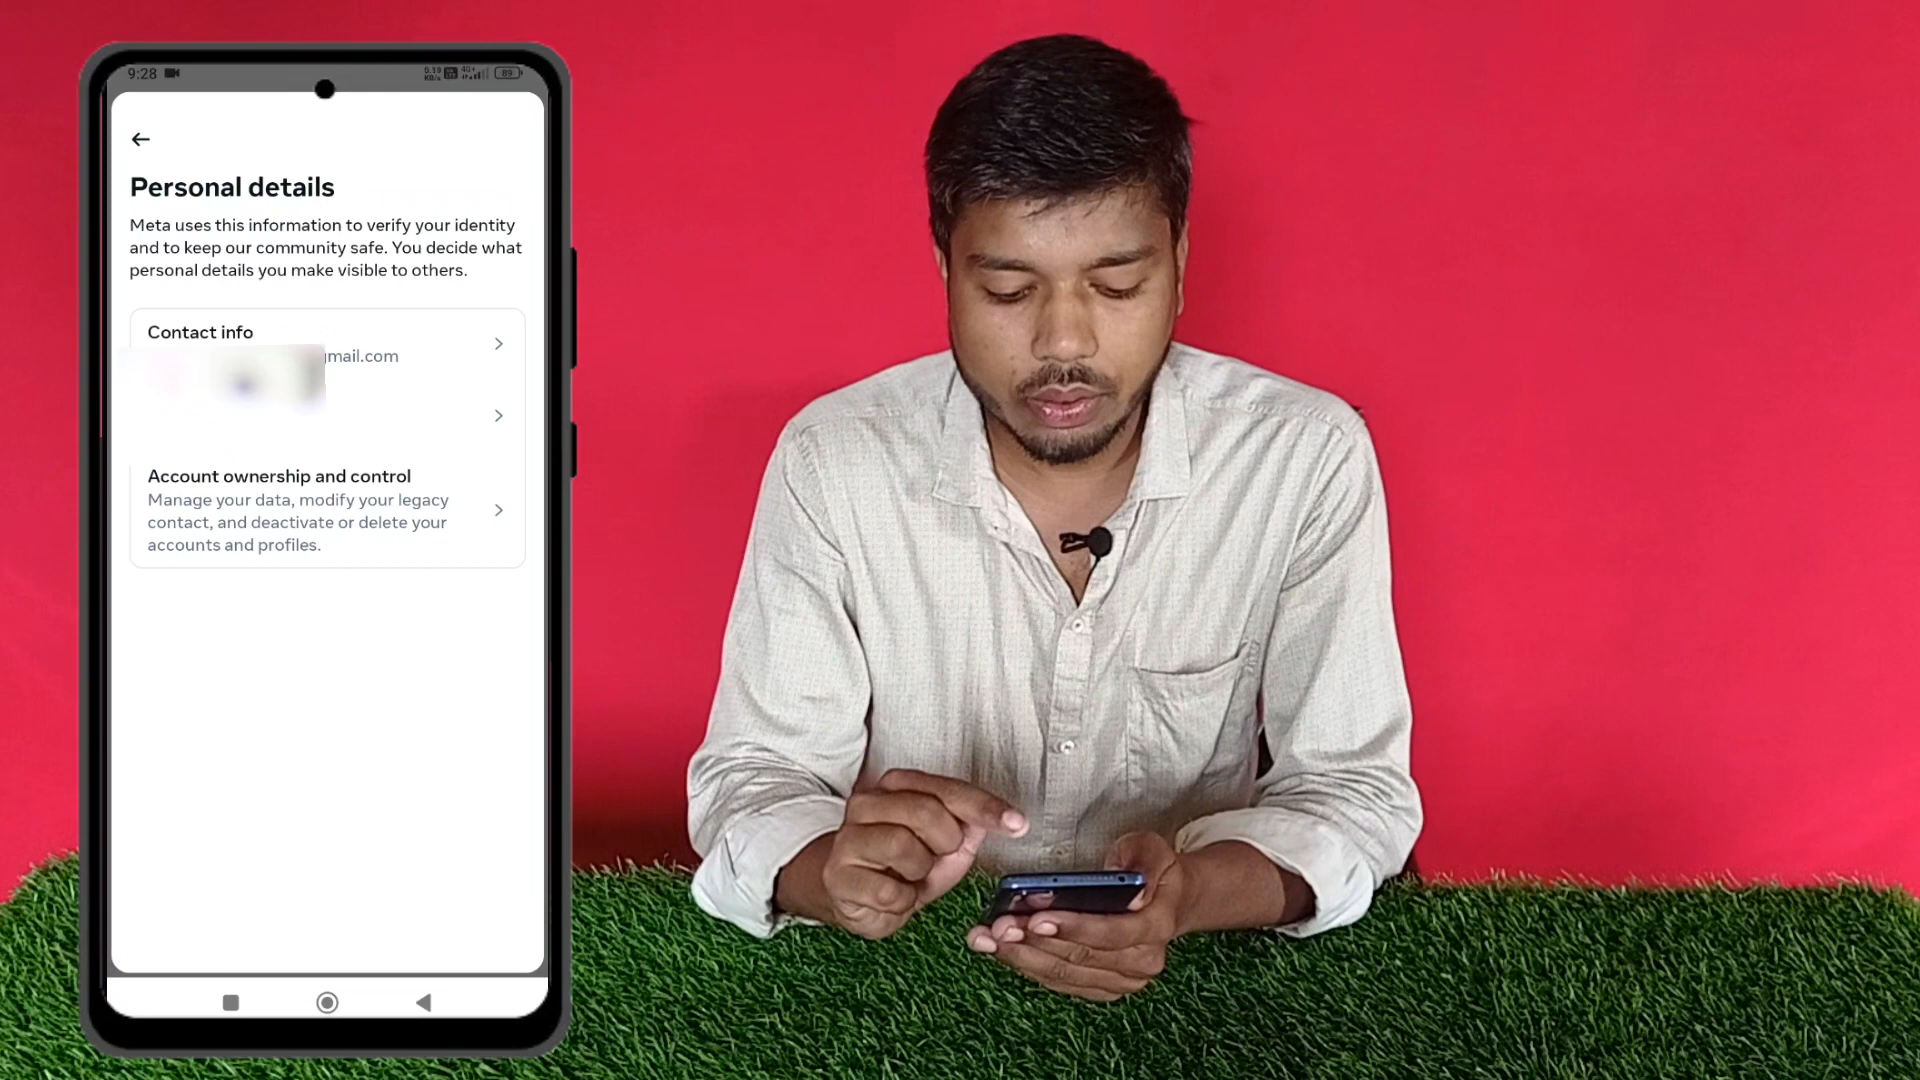 9:28
89
Personal details
Meta uses this information to verify your identity
and to keep our community safe. You decide what
personal details you make visible to others.
Contact info
gmail.com
Account ownership and control
Manage your data, modify your legacy
contact, and deactivate or delete your
accounts and profiles.